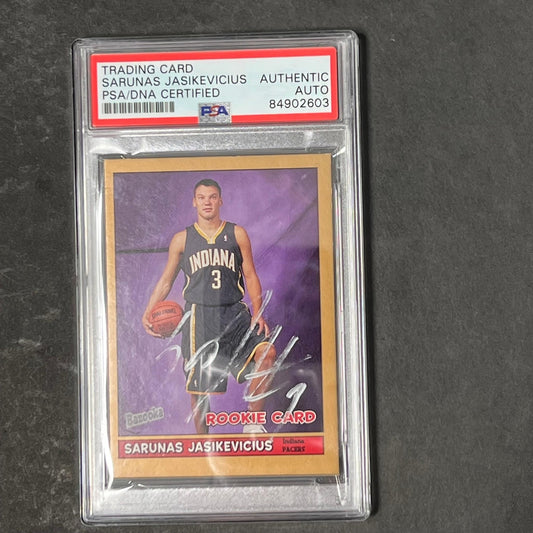 TRADING CARD
SARUNAS JASIKEVICIUS
PSA/DNA CERTIFIED
AUTHENTIC
AUTO
84902603
PSA
INDIANA
3
Bazooka
ROOKIE CARD
SARUNAS JASIKEVICIUS
Indiana
PACERS